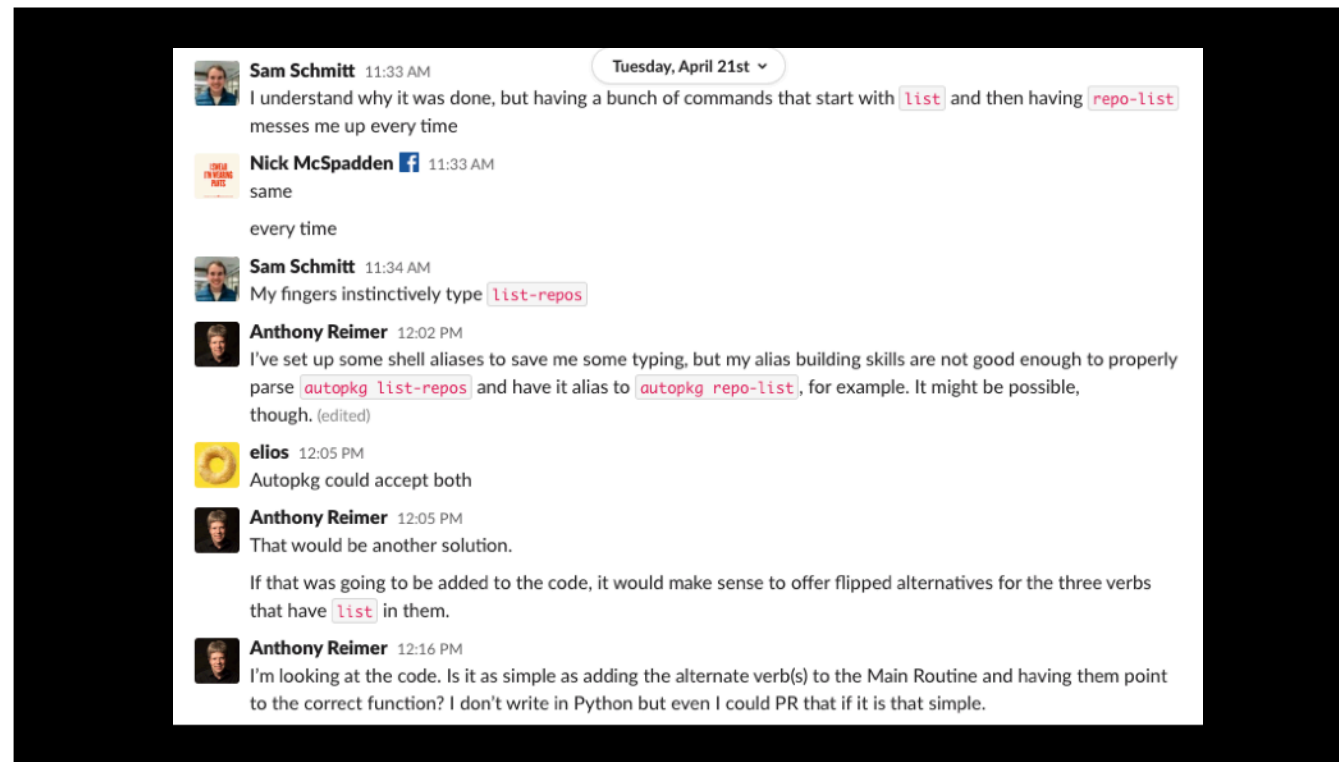 Tuesday, April 21st
Sam Schmitt 11:33 AM
I understand why it was done, but having a bunch of commands that start with list and then having repo-list
messes me up every time
I SWEAR
I'M WEARING
PANTS
Nick McSpadden f 11:33 AM
same
every time
Sam Schmitt 11:34 AM
My fingers instinctively type list-repos
Anthony Reimer 12:02 PM
I've set up some shell aliases to save me some typing, but my alias building skills are not good enough to properly
parse autopkg list-repos and have it alias to autopkg repo-list, for example. It might be possible,
though. (edited)
elios 12:05 PM
Autopkg could accept both
Anthony Reimer 12:05 PM
That would be another solution.
If that was going to be added to the code, it would make sense to offer flipped alternatives for the three verbs
that have list in them.
Anthony Reimer 12:16 PM
I'm looking at the code. Is it as simple as adding the alternate verb(s) to the Main Routine and having them point
to the correct function? I don't write in Python but even I could PR that if it is that simple.